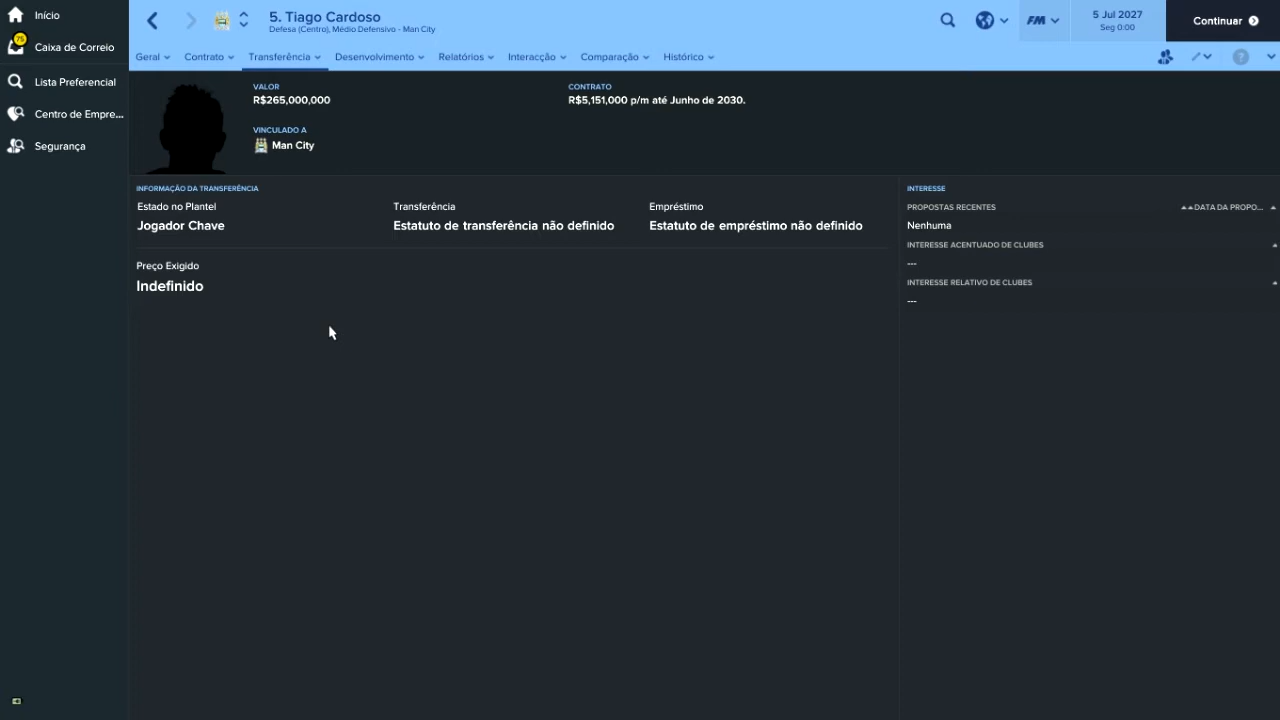 Início
75
Caixa de Correio
Lista Preferencial
Centro de Empre...
Segurança
5. Tiago Cardoso
Defesa (Centro), Médio Defensivo - Man City
FM
5 Jul 2027
Seg 0:00
Continuar
Geral
Contrato
Transferência
Desenvolvimento
Relatórios
Interacção
Comparação
Histórico
?
VALOR
R$265,000,000
CONTRATO
R$5,151,000 p/m até Junho de 2030.
VINCULADO A
Man City
INFORMAÇÃO DA TRANSFERÊNCIA
Estado no Plantel
Jogador Chave
Transferência
Estatuto de transferência não definido
Empréstimo
Estatuto de empréstimo não definido
Preço Exigido
Indefinido
INTERESSE
PROPOSTAS RECENTES
DATA DA PROPO...
Nenhuma
INTERESSE ACENTUADO DE CLUBES
---
INTERESSE RELATIVO DE CLUBES
---